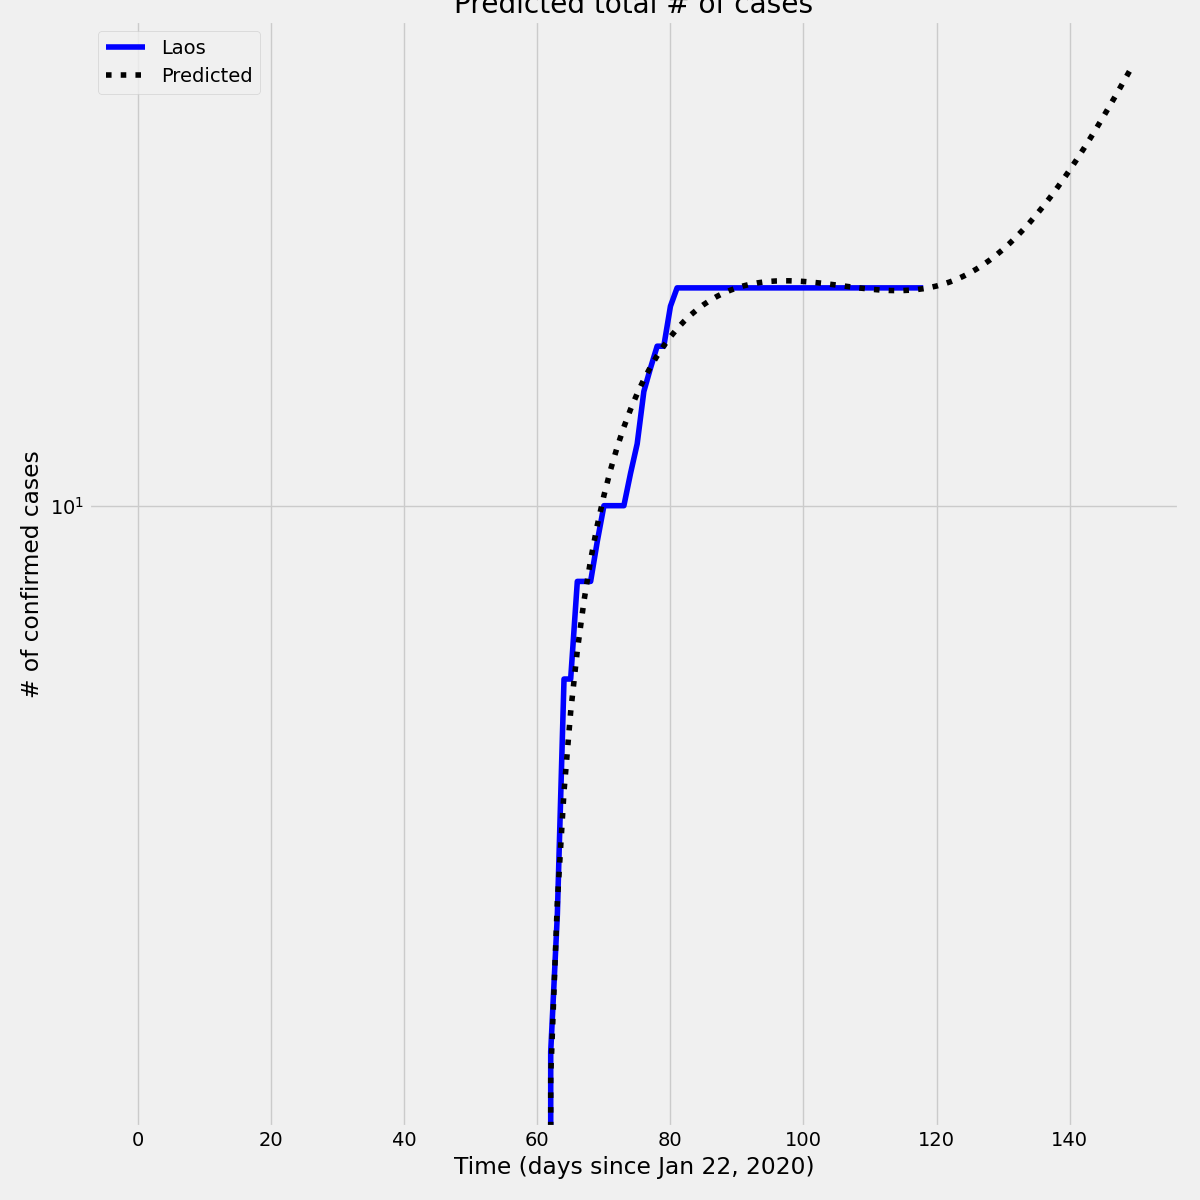 Predicted total # of cases
Laos
Predicted
# of confirmed cases
10¹
0 20 40 60 80 100 120 140
Time (days since Jan 22, 2020)